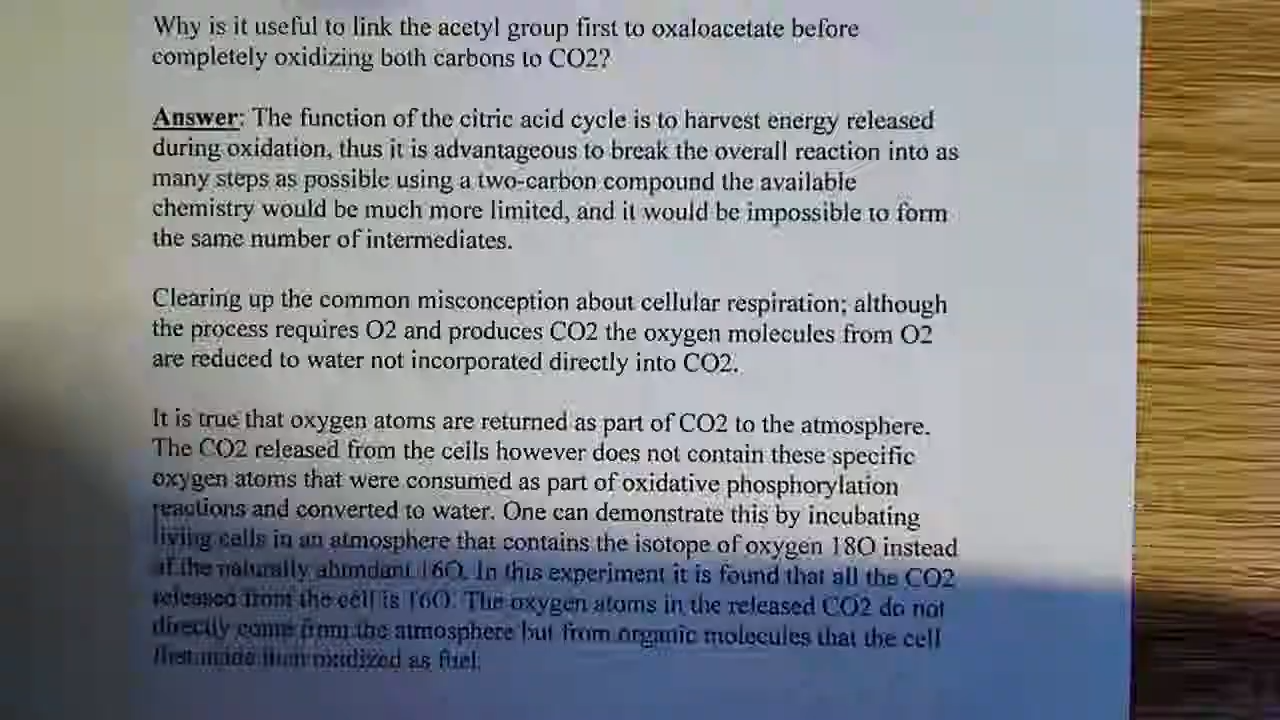 Why is it useful to link the acetyl group first to oxaloacetate before
completely oxidizing both carbons to CO2?
Answer: The function of the citric acid cycle is to harvest energy released
during oxidation, thus it is advantageous to break the overall reaction into as
many steps as possible using a two-carbon compound the available
chemistry would be much more limited, and it would be impossible to form
the same number of intermediates.
Clearing up the common misconception about cellular respiration; although
the process requires O2 and produces CO2 the oxygen molecules from O2
are reduced to water not incorporated directly into CO2.
It is true that oxygen atoms are returned as part of CO2 to the atmosphere.
The CO2 released from the cells however does not contain these specific
oxygen atoms that were consumed as part of oxidative phosphorylation
reactions and converted to water. One can demonstrate this by incubating
living cells in an atmosphere that contains the isotope of oxygen 18O instead
of the naturally abundant 16O. In this experiment it is found that all the CO2
released from the cell is 16O. The oxygen atoms in the released CO2 do not
directly come from the atmosphere but from organic molecules that the cell
first made then oxidized as fuel.